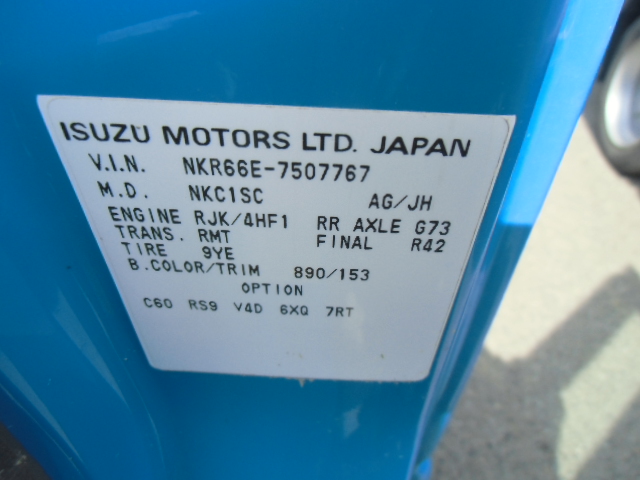 ISUZU MOTORS LTD. JAPAN
V.I.N. NKR66E-7507767
M.D. NKC1SC AG/JH
ENGINE RJK/4HF1 RR AXLE G73
TRANS. RMT FINAL R42
TIRE 9YE
B.COLOR/TRIM 890/153
OPTION
C60 RS9 V4D 6XQ 7RT